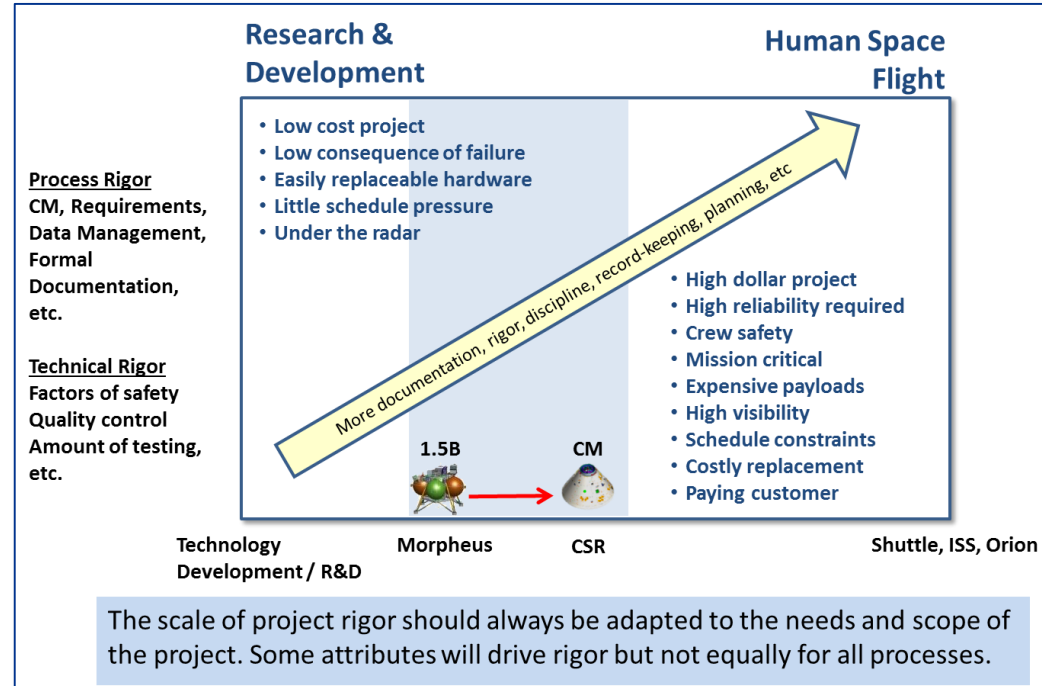 Research &
Development
Human Space
Flight
Process Rigor
CM, Requirements,
Data Management,
Formal
Documentation,
etc.
Technical Rigor
Factors of safety
Quality control
Amount of testing,
etc.
• Low cost project
• Low consequence of failure
• Easily replaceable hardware
• Little schedule pressure
• Under the radar
More documentation, rigor, discipline, record-keeping, planning, etc
• High dollar project
• High reliability required
• Crew safety
• Mission critical
• Expensive payloads
• High visibility
• Schedule constraints
• Costly replacement
• Paying customer
1.5B
CM
Technology
Development / R&D
Morpheus
CSR
Shuttle, ISS, Orion
The scale of project rigor should always be adapted to the needs and scope of
the project. Some attributes will drive rigor but not equally for all processes.